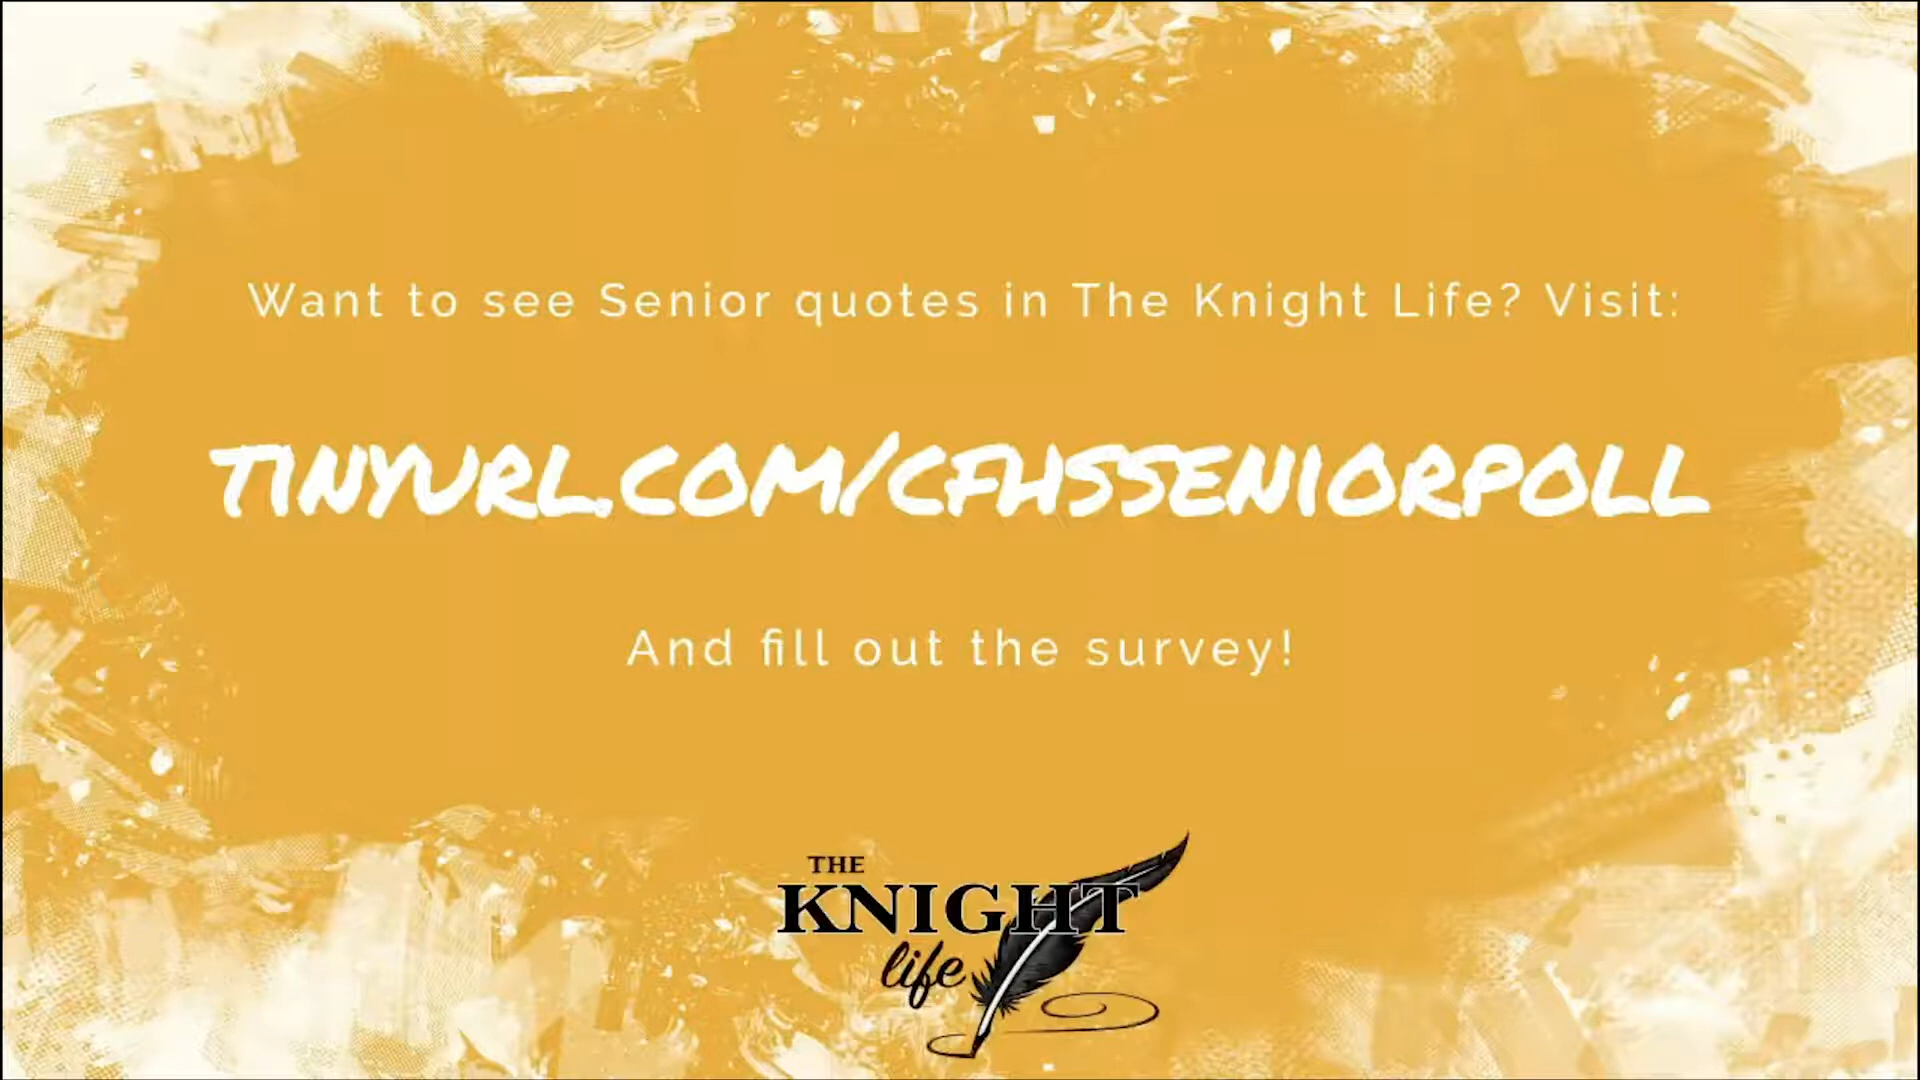 Want to see Senior quotes in The Knight Life? Visit:
TINYURL.COM/CFHSSENIORPOLL
And fill out the survey!
THE
KNIGHT
life